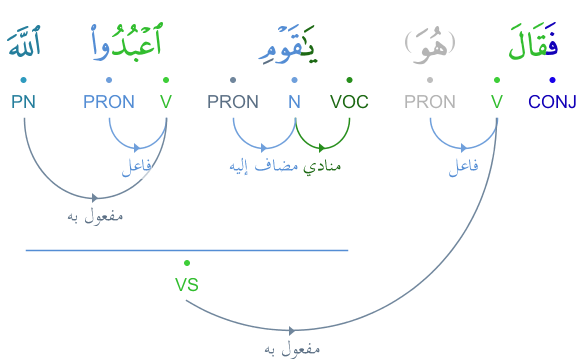 فَقَالَ (هُوَ) يَٰقَوْمِ ٱعْبُدُوا۟ ٱللَّهَ
CONJ V PRON VOC N PRON V PRON PN
فاعل منادي مضاف إليه فاعل
مفعول به
VS
مفعول به